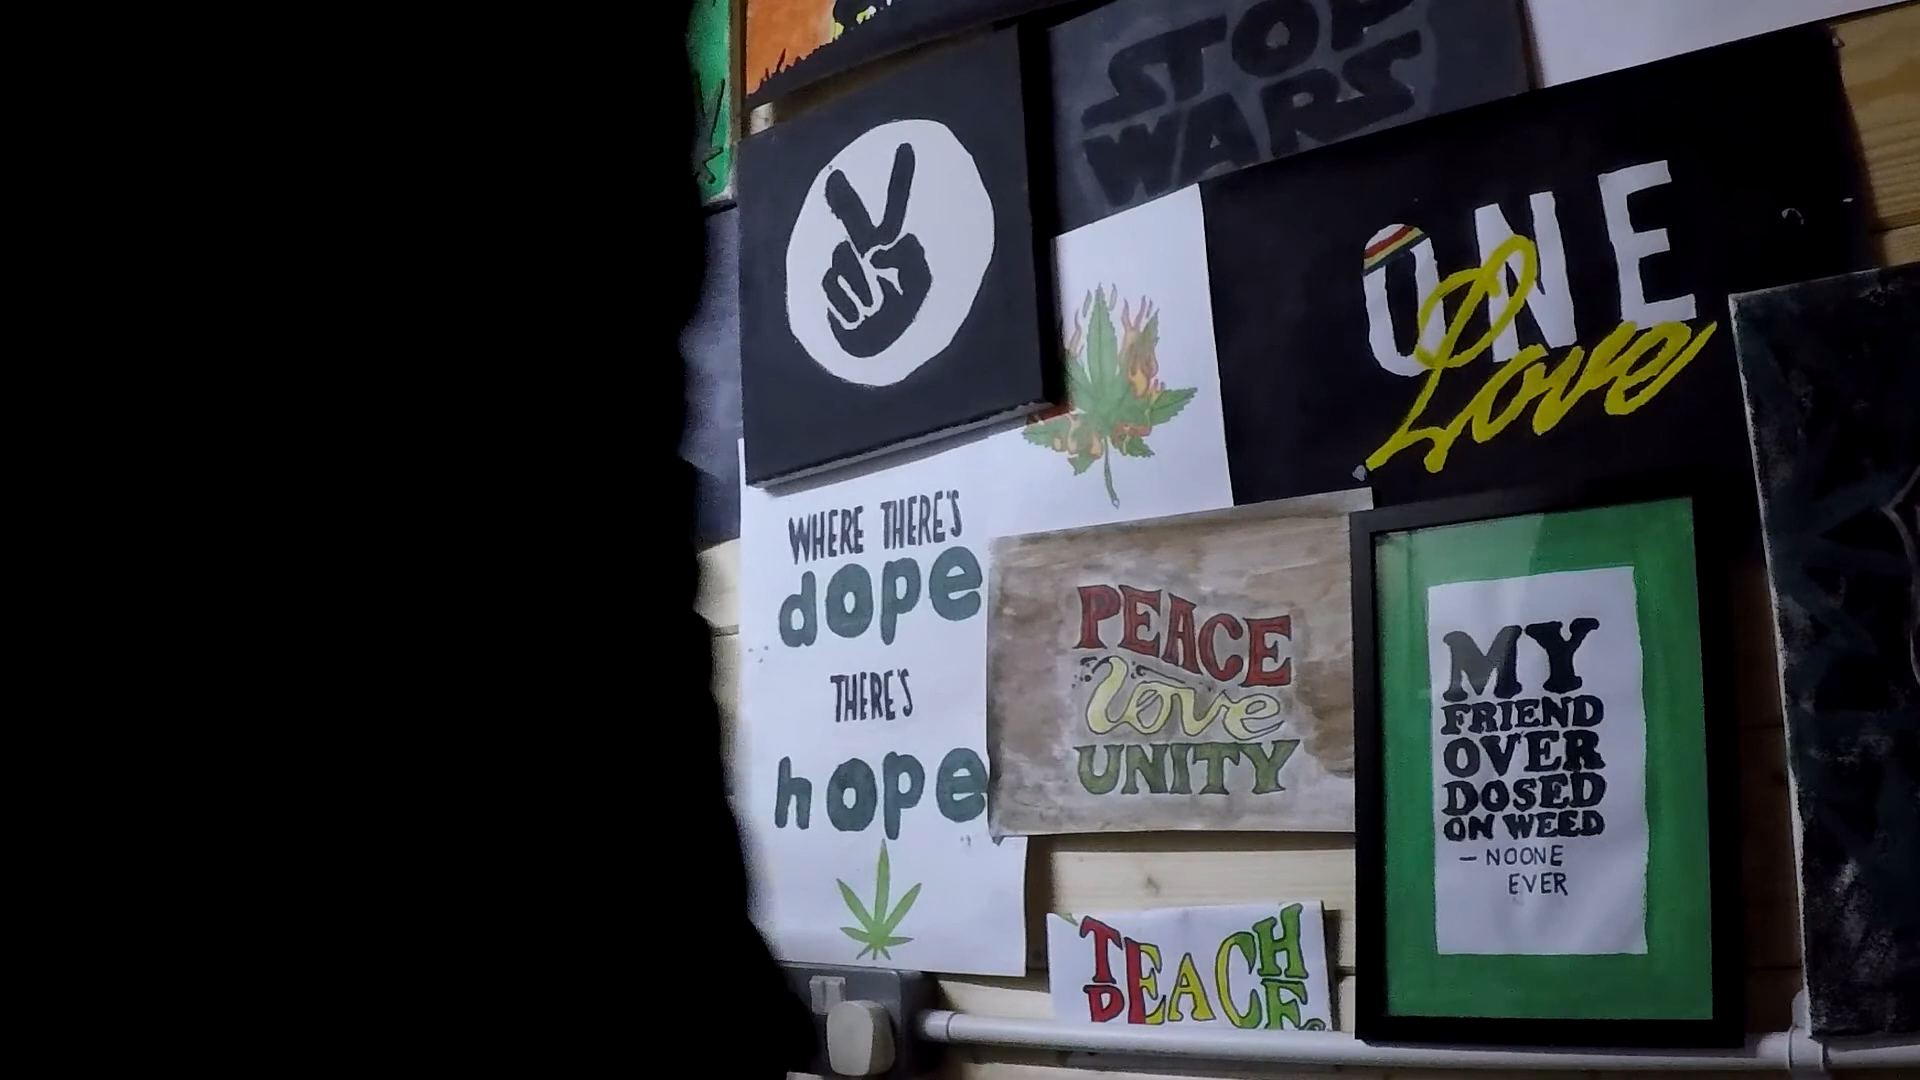 STOP
WARS
ONE
Love
WHERE THERE'S
dope
THERE'S
hope
PEACE
love
UNITY
MY
FRIEND
OVER
DOSED
ON WEED
- NOONE
EVER
TEACH